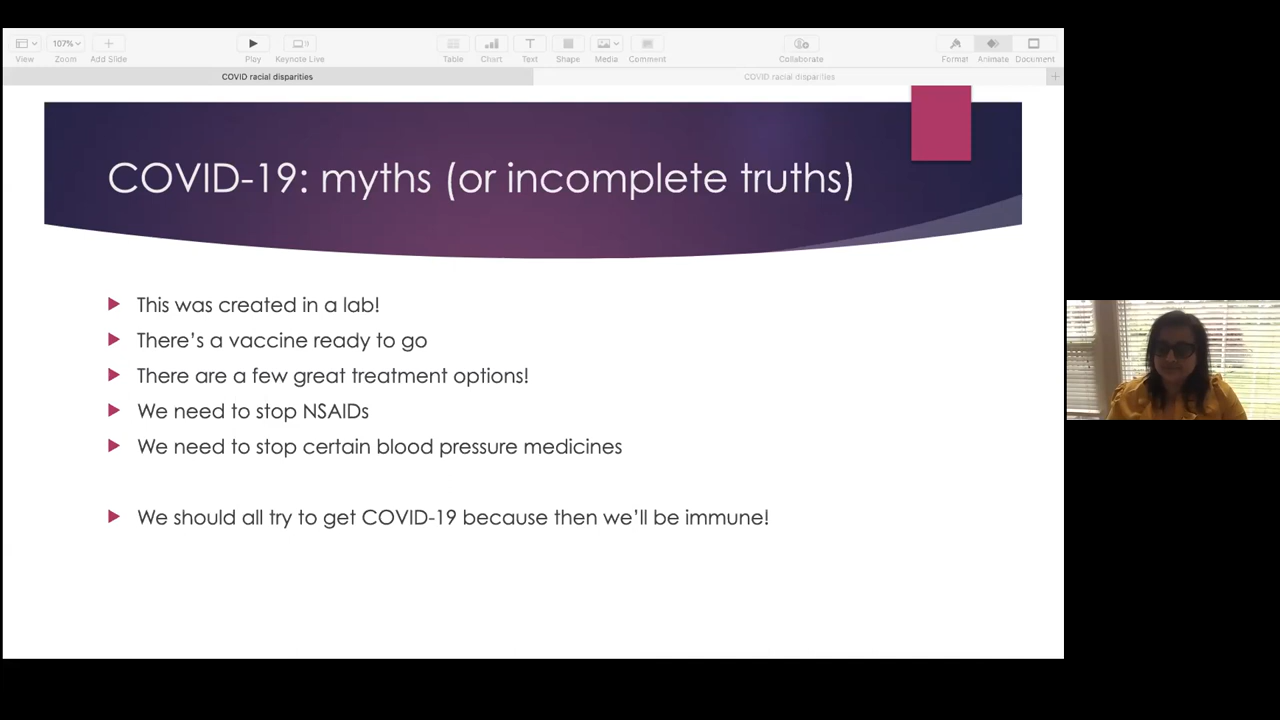 107%
View
Zoom
Add Slide
Play
Keynote Live
Table
Chart
Text
Shape
Media
Comment
Collaborate
Format
Animate
Document
COVID racial disparities
COVID racial disparities
COVID-19: myths (or incomplete truths)
This was created in a lab!
There's a vaccine ready to go
There are a few great treatment options!
We need to stop NSAIDs
We need to stop certain blood pressure medicines
We should all try to get COVID-19 because then we'll be immune!